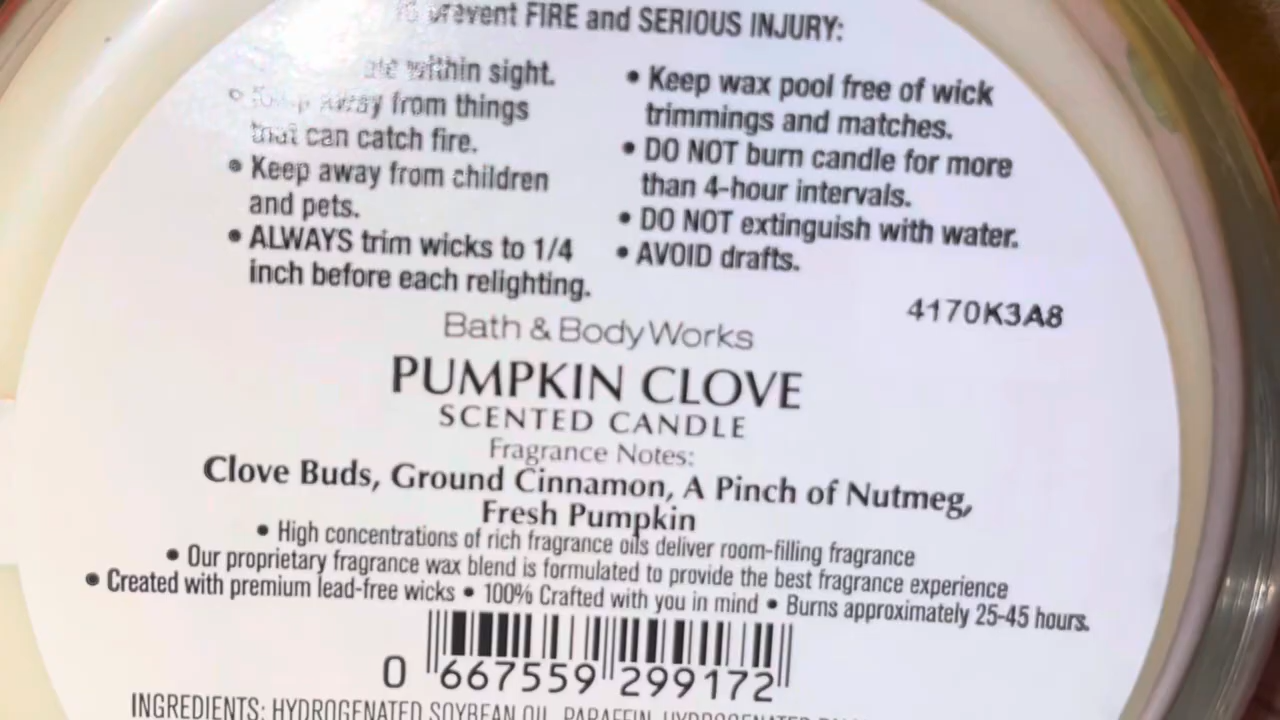 prevent FIRE and SERIOUS INJURY:
within sight.
• Keep away from things
that can catch fire.
• Keep away from children
and pets.
• ALWAYS trim wicks to 1/4
inch before each relighting.
• Keep wax pool free of wick
trimmings and matches.
• DO NOT burn candle for more
than 4-hour intervals.
• DO NOT extinguish with water.
• AVOID drafts.
4170K3A8
Bath & Body Works
PUMPKIN CLOVE
SCENTED CANDLE
Fragrance Notes:
Clove Buds, Ground Cinnamon, A Pinch of Nutmeg,
Fresh Pumpkin
• High concentrations of rich fragrance oils deliver room-filling fragrance
• Our proprietary fragrance wax blend is formulated to provide the best fragrance experience
• Created with premium lead-free wicks • 100% Crafted with you in mind • Burns approximately 25-45 hours.
0 667559 299172
INGREDIENTS: HYDROGENATED SOYBEAN OIL, PARAFFIN, HYDROGENATED